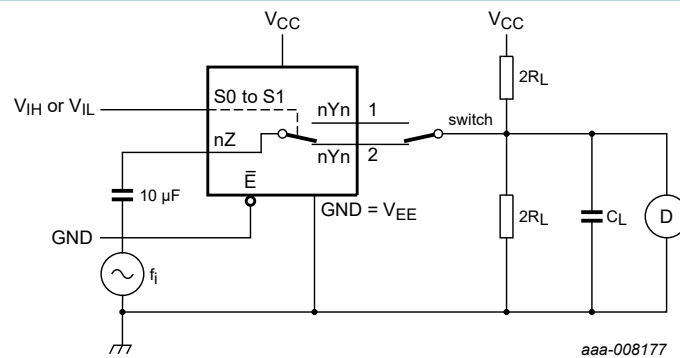 VCC
VCC
2RL
VIH or VIL
S0 to S1
nYn
1
switch
nZ
nYn
2
E̅
10 μF
GND = VEE
2RL
CL
D
GND
fi
aaa-008177